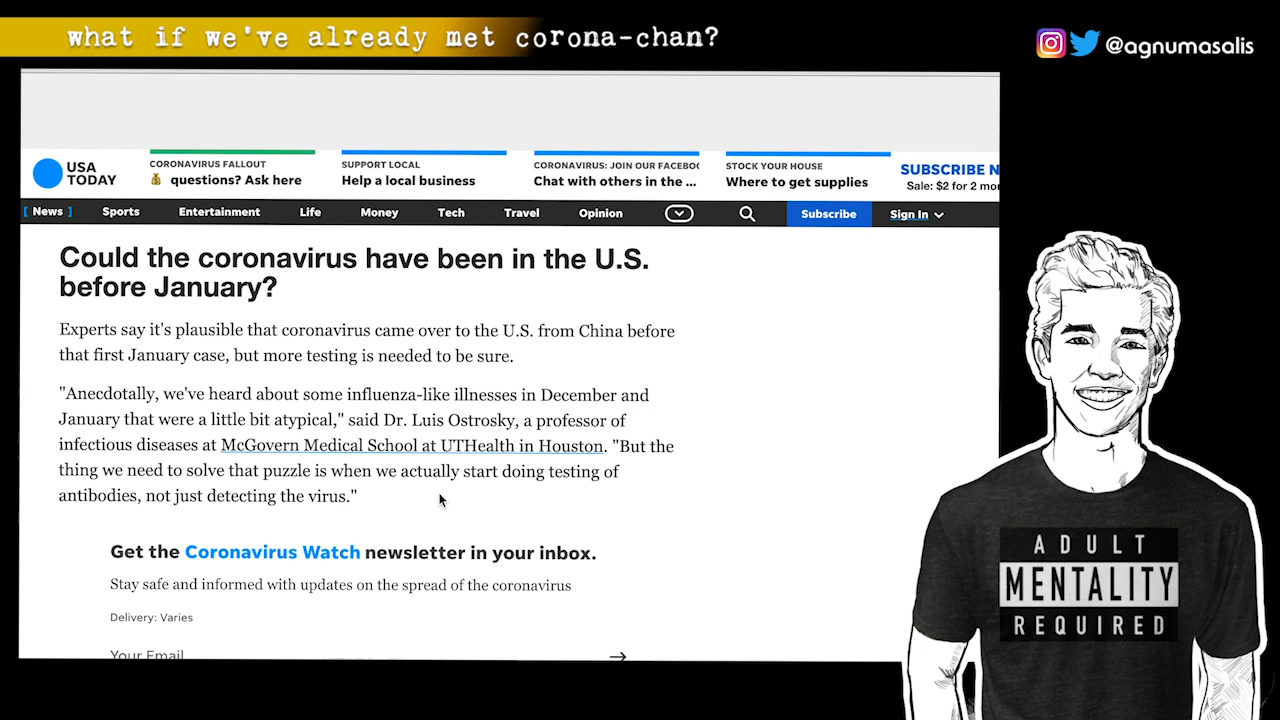 what if we've already met corona-chan?
@agnumasalis
USA
TODAY
CORONAVIRUS FALLOUT
questions? Ask here
SUPPORT LOCAL
Help a local business
CORONAVIRUS: JOIN OUR FACEBO
Chat with others in the ...
STOCK YOUR HOUSE
Where to get supplies
SUBSCRIBE N
Sale: $2 for 2 mo
[ News ] Sports Entertainment Life Money Tech Travel Opinion Subscribe Sign In
Could the coronavirus have been in the U.S.
before January?
Experts say it's plausible that coronavirus came over to the U.S. from China before
that first January case, but more testing is needed to be sure.
"Anecdotally, we've heard about some influenza-like illnesses in December and
January that were a little bit atypical," said Dr. Luis Ostrosky, a professor of
infectious diseases at McGovern Medical School at UTHealth in Houston. "But the
thing we need to solve that puzzle is when we actually start doing testing of
antibodies, not just detecting the virus."
Get the Coronavirus Watch newsletter in your inbox.
Stay safe and informed with updates on the spread of the coronavirus
Delivery: Varies
Your Email
ADULT
MENTALITY
REQUIRED